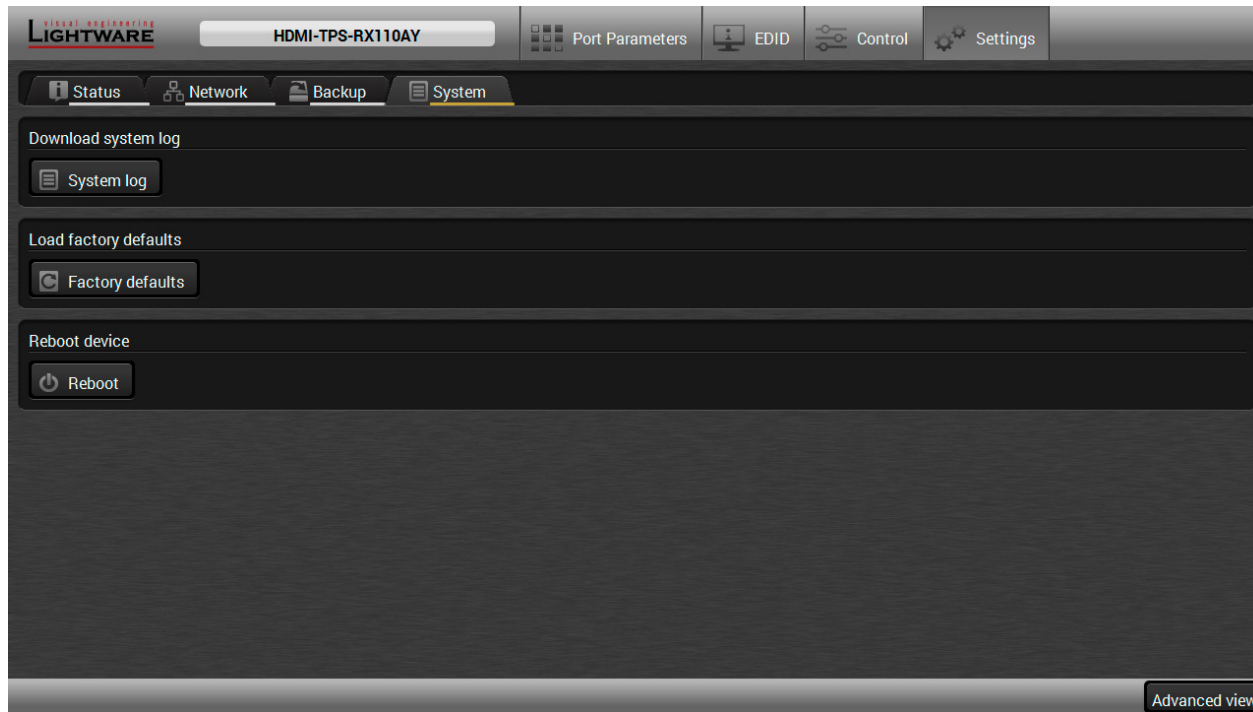 visual engineering
LIGHTWARE
HDMI-TPS-RX110AY
Port Parameters
EDID
Control
Settings
Status
Network
Backup
System
Download system log
System log
Load factory defaults
Factory defaults
Reboot device
Reboot
Advanced view